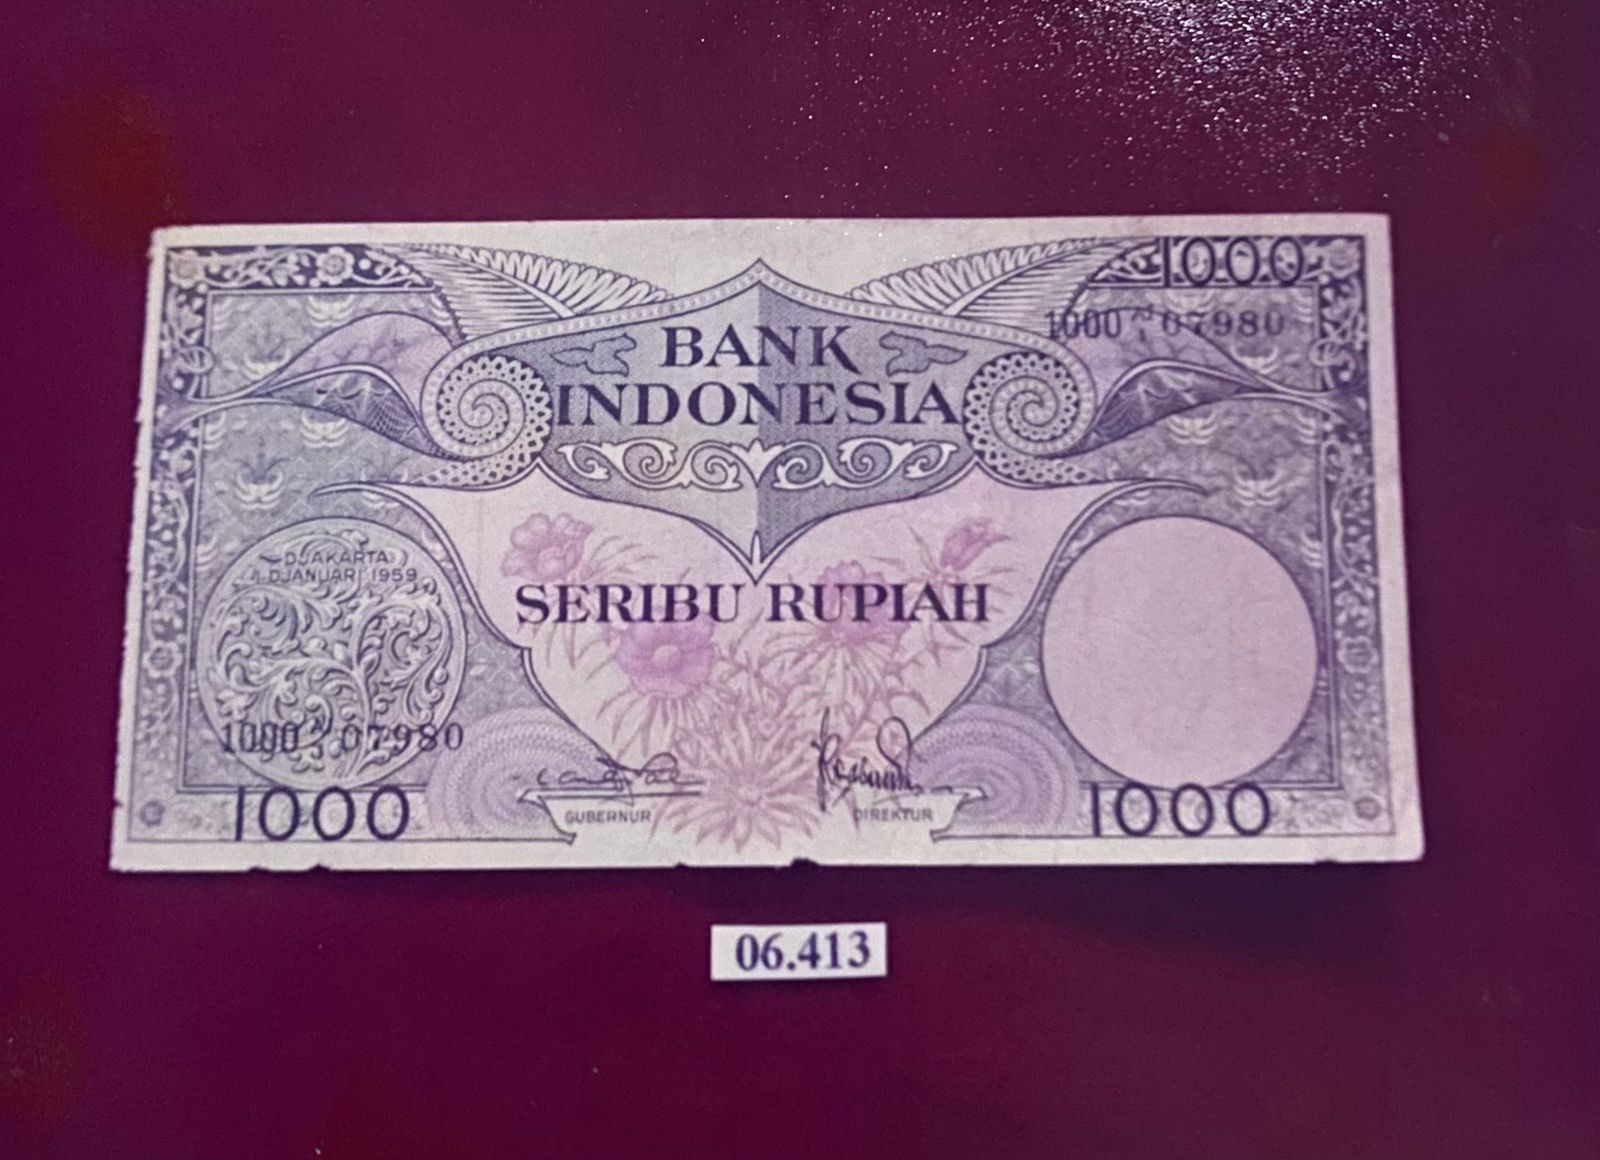 1000
1000 07980
BANK
INDONESIA
DJAKARTA
1 DJANUARI 1959
SERIBU RUPIAH
1000 07980
GUBERNUR
DIREKTUR
1000
1000
06.413